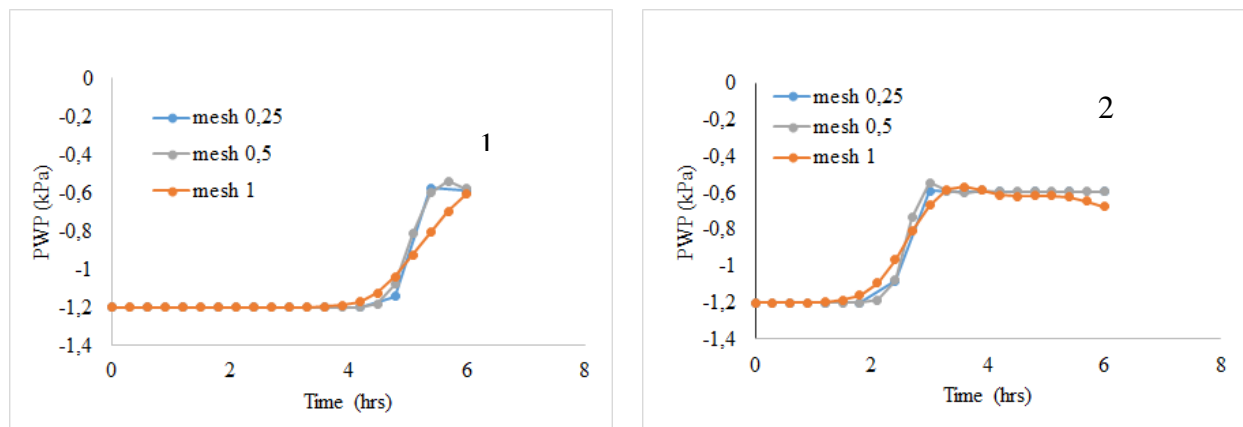 0
-0,2
-0,4
-0,6
-0,8
-1
-1,2
-1,4
PWP (kPa)
mesh 0,25
mesh 0,5
mesh 1
1
0 2 4 6 8
Time (hrs)
0
-0,2
-0,4
-0,6
-0,8
-1
-1,2
-1,4
PWP (kPa)
mesh 0,25
mesh 0,5
mesh 1
2
0 2 4 6 8
Time (hrs)